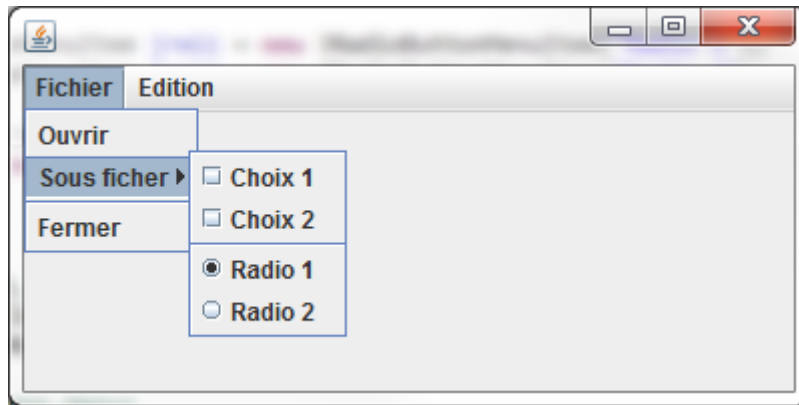 Fichier Edition
Ouvrir
Sous ficher
Fermer
Choix 1
Choix 2
Radio 1
Radio 2